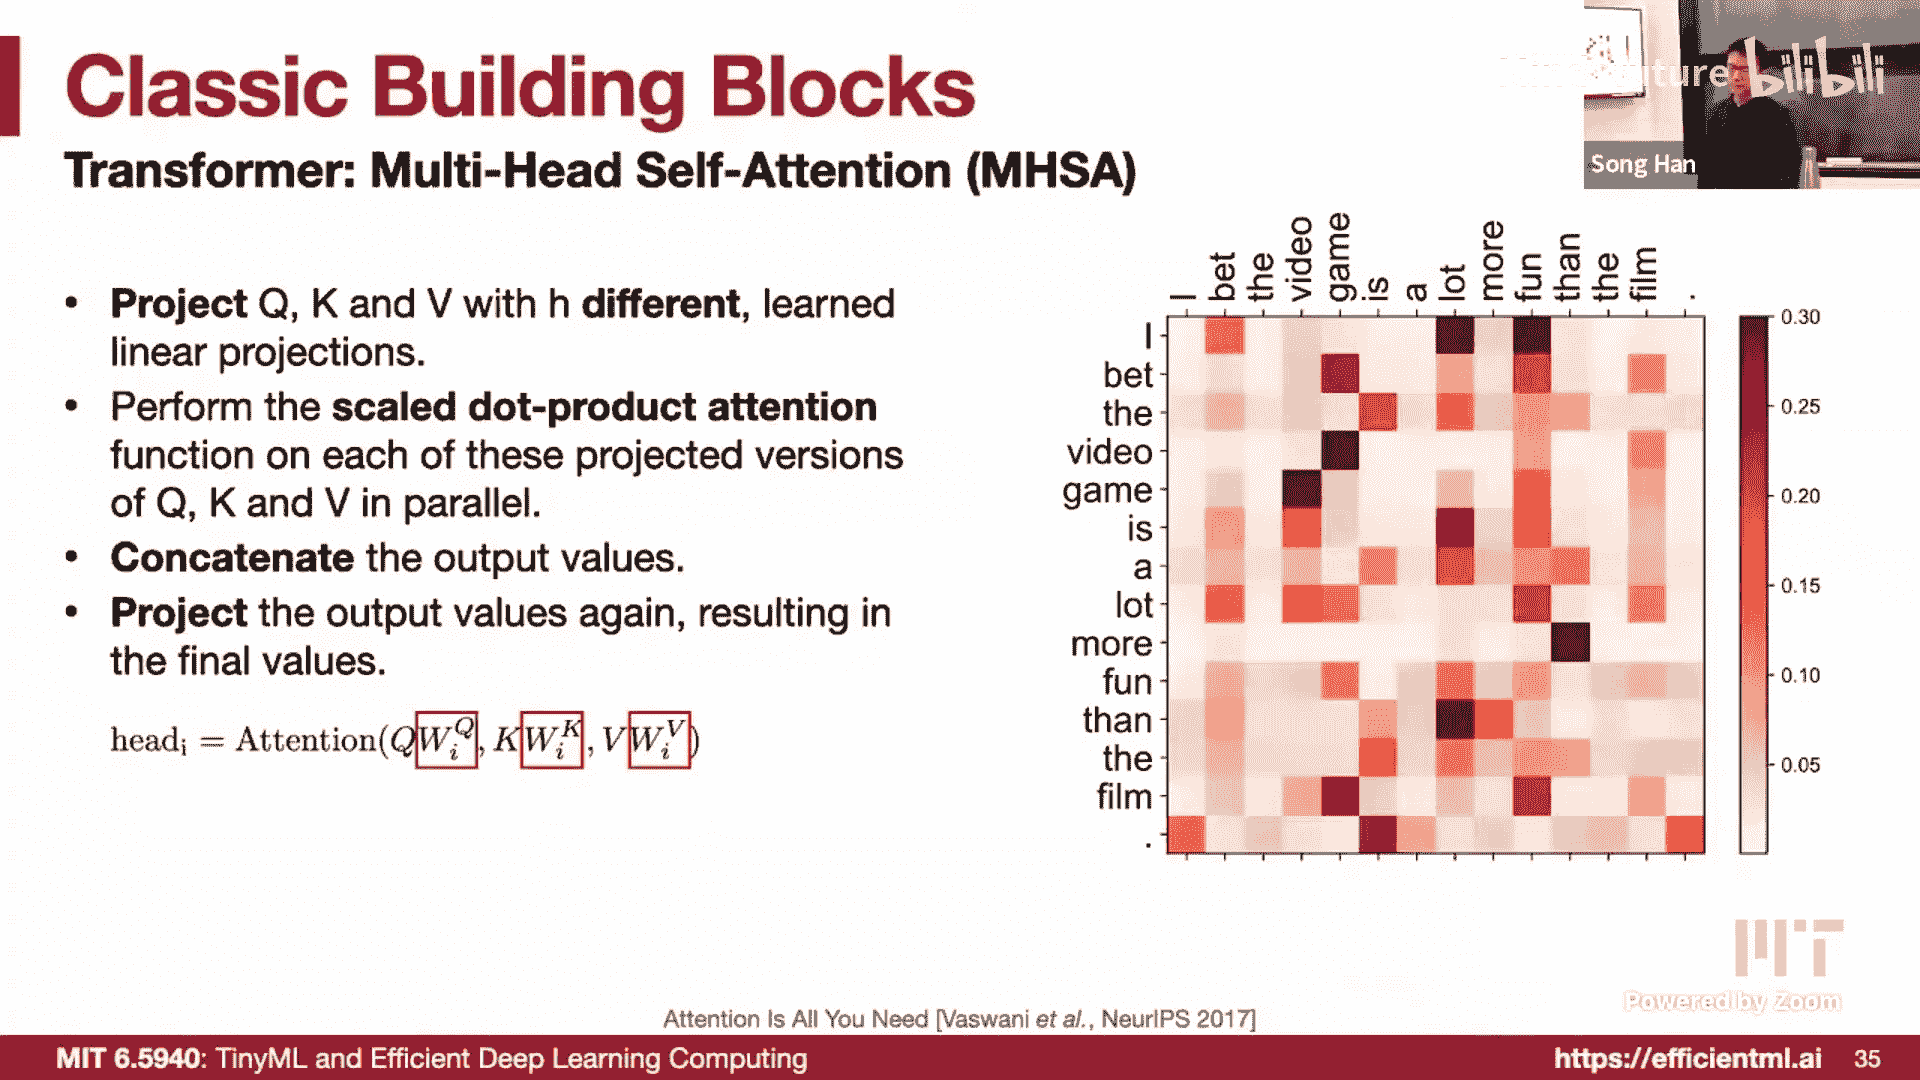 Classic Building Blocks
Transformer: Multi-Head Self-Attention (MHSA)
bilibili
Song Han
• Project Q, K and V with h different, learned
linear projections.
• Perform the scaled dot-product attention
function on each of these projected versions
of Q, K and V in parallel.
• Concatenate the output values.
• Project the output values again, resulting in
the final values.
head_i = Attention(QW_i^Q, KW_i^K, VW_i^V)
I bet the video game is a lot more fun than the film .
I
bet
the
video
game
is
a
lot
more
fun
than
the
film
.
0.30
0.25
0.20
0.15
0.10
0.05
MIT
Powered by Zoom
Attention Is All You Need [Vaswani et al., NeurIPS 2017]
MIT 6.5940: TinyML and Efficient Deep Learning Computing
https://efficientml.ai 35